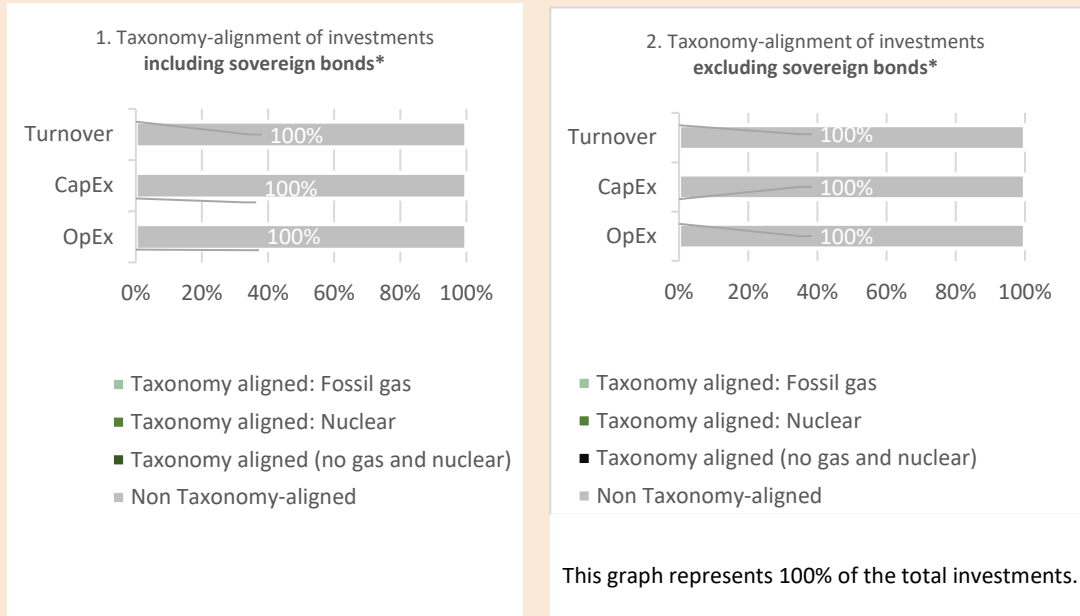 1. Taxonomy-alignment of investments
including sovereign bonds*
Turnover
100%
CapEx
100%
OpEx
100%
0% 20% 40% 60% 80% 100%
Taxonomy aligned: Fossil gas
Taxonomy aligned: Nuclear
Taxonomy aligned (no gas and nuclear)
Non Taxonomy-aligned
2. Taxonomy-alignment of investments
excluding sovereign bonds*
Turnover
100%
CapEx
100%
OpEx
100%
0% 20% 40% 60% 80% 100%
Taxonomy aligned: Fossil gas
Taxonomy aligned: Nuclear
Taxonomy aligned (no gas and nuclear)
Non Taxonomy-aligned
This graph represents 100% of the total investments.